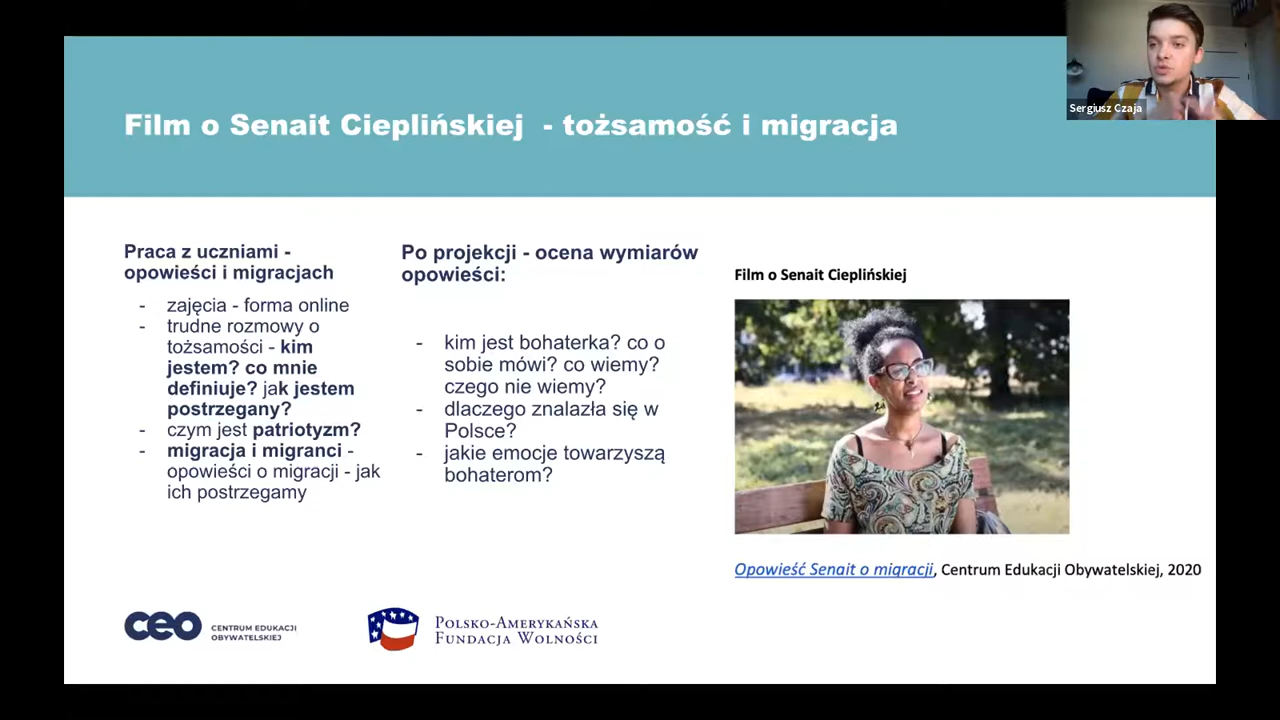 Sergiusz Czaja
Film o Senait Cieplińskiej - tożsamość i migracja
Praca z uczniami -
opowieści i migracjach
- zajęcia - forma online
- trudne rozmowy o
tożsamości - kim
jestem? co mnie
definiuje? jak jestem
postrzegany?
- czym jest patriotyzm?
- migracja i migranci -
opowieści o migracji - jak
ich postrzegamy
Po projekcji - ocena wymiarów
opowieści:
- kim jest bohaterka? co o
sobie mówi? co wiemy?
czego nie wiemy?
- dlaczego znalazła się w
Polsce?
- jakie emocje towarzyszą
bohaterom?
Film o Senait Cieplińskiej
Opowieść Senait o migracji, Centrum Edukacji Obywatelskiej, 2020
ceo CENTRUM EDUKACJI
OBYWATELSKIEJ
POLSKO-AMERYKAŃSKA
FUNDACJA WOLNOŚCI